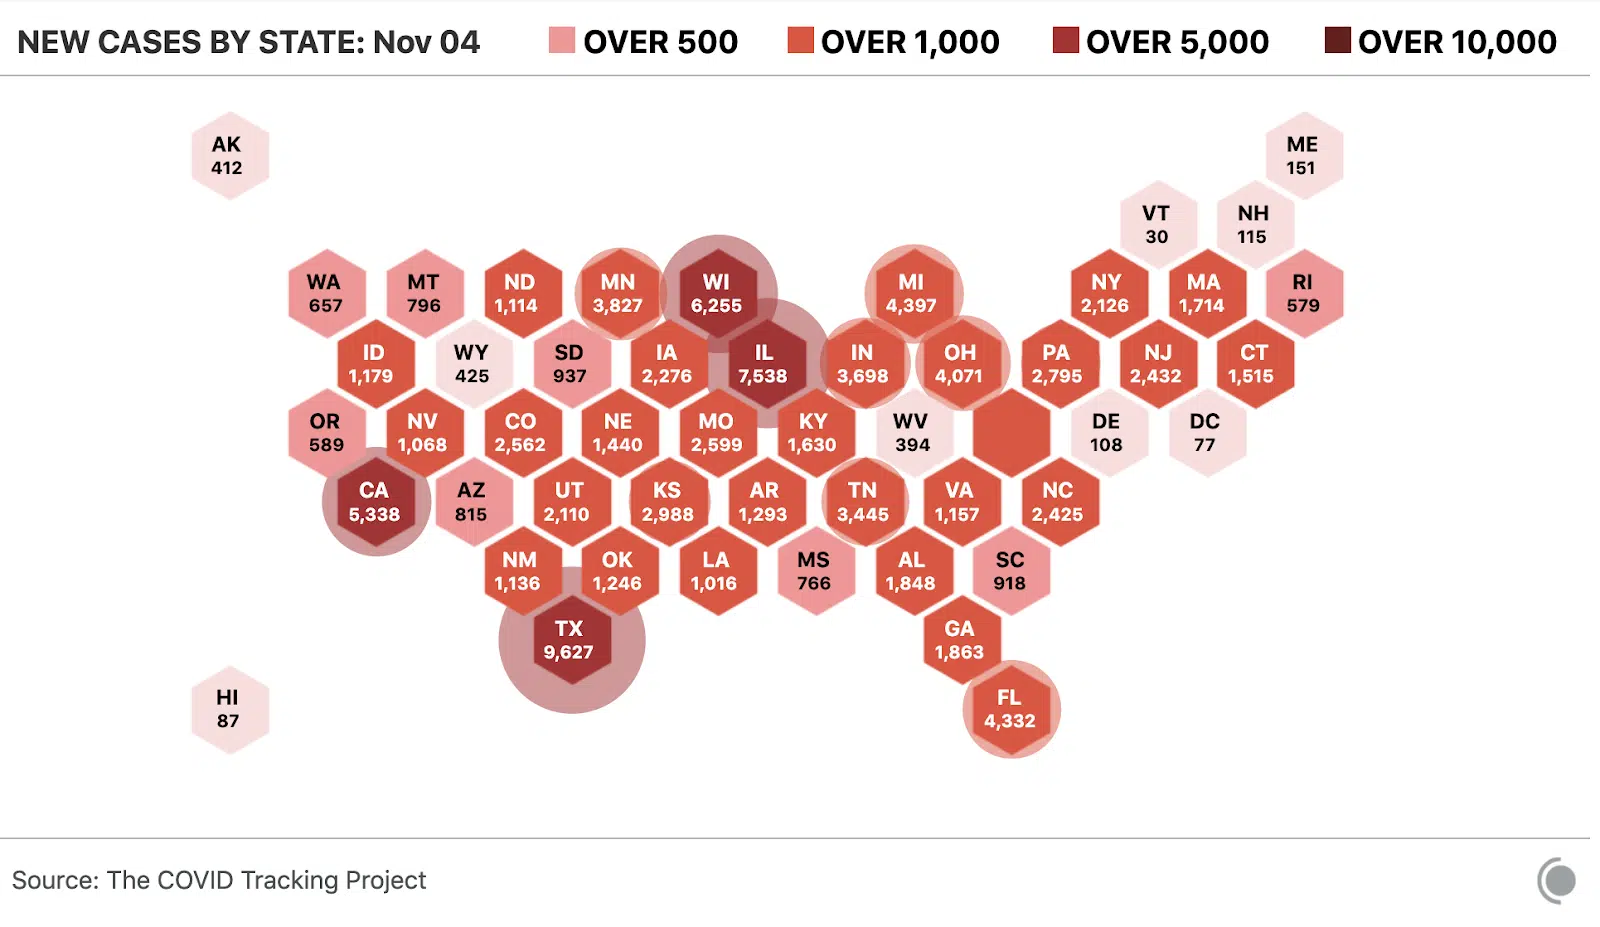 NEW CASES BY STATE: Nov 04
OVER 500
OVER 1,000
OVER 5,000
OVER 10,000
AK
412
ME
151
VT
30
NH
115
WA
657
MT
796
ND
1,114
MN
3,827
WI
6,255
MI
4,397
NY
2,126
MA
1,714
RI
579
ID
1,179
WY
425
SD
937
IA
2,276
IL
7,538
IN
3,698
OH
4,071
PA
2,795
NJ
2,432
CT
1,515
OR
589
NV
1,068
CO
2,562
NE
1,440
MO
2,599
KY
1,630
WV
394
DE
108
DC
77
CA
5,338
AZ
815
UT
2,110
KS
2,988
AR
1,293
TN
3,445
VA
1,157
NC
2,425
NM
1,136
OK
1,246
LA
1,016
MS
766
AL
1,848
SC
918
TX
9,627
GA
1,863
HI
87
FL
4,332
Source: The COVID Tracking Project